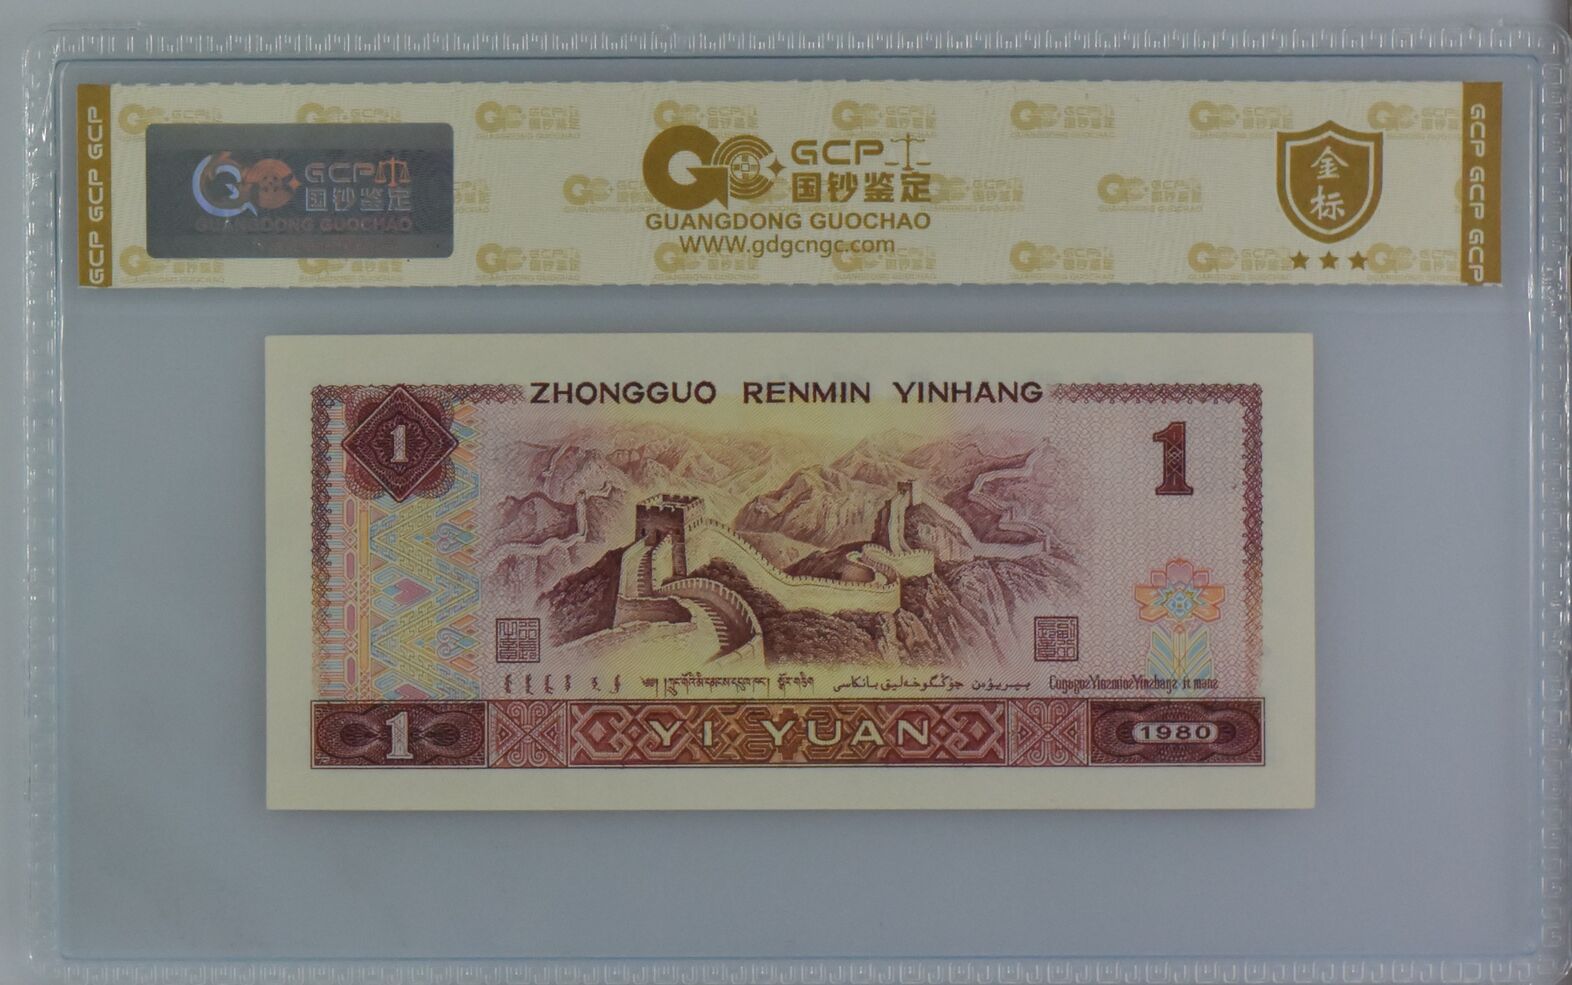 GCP GCP GCP
GCP
国钞鉴定
GUANGDONG GUOCHAO
GCP
国钞鉴定
GUANGDONG GUOCHAO
WWW.gdgcngc.com
金标
GCP GCP GCP
ZHONGGUO RENMIN YINHANG
1
1
1
YI YUAN
1980